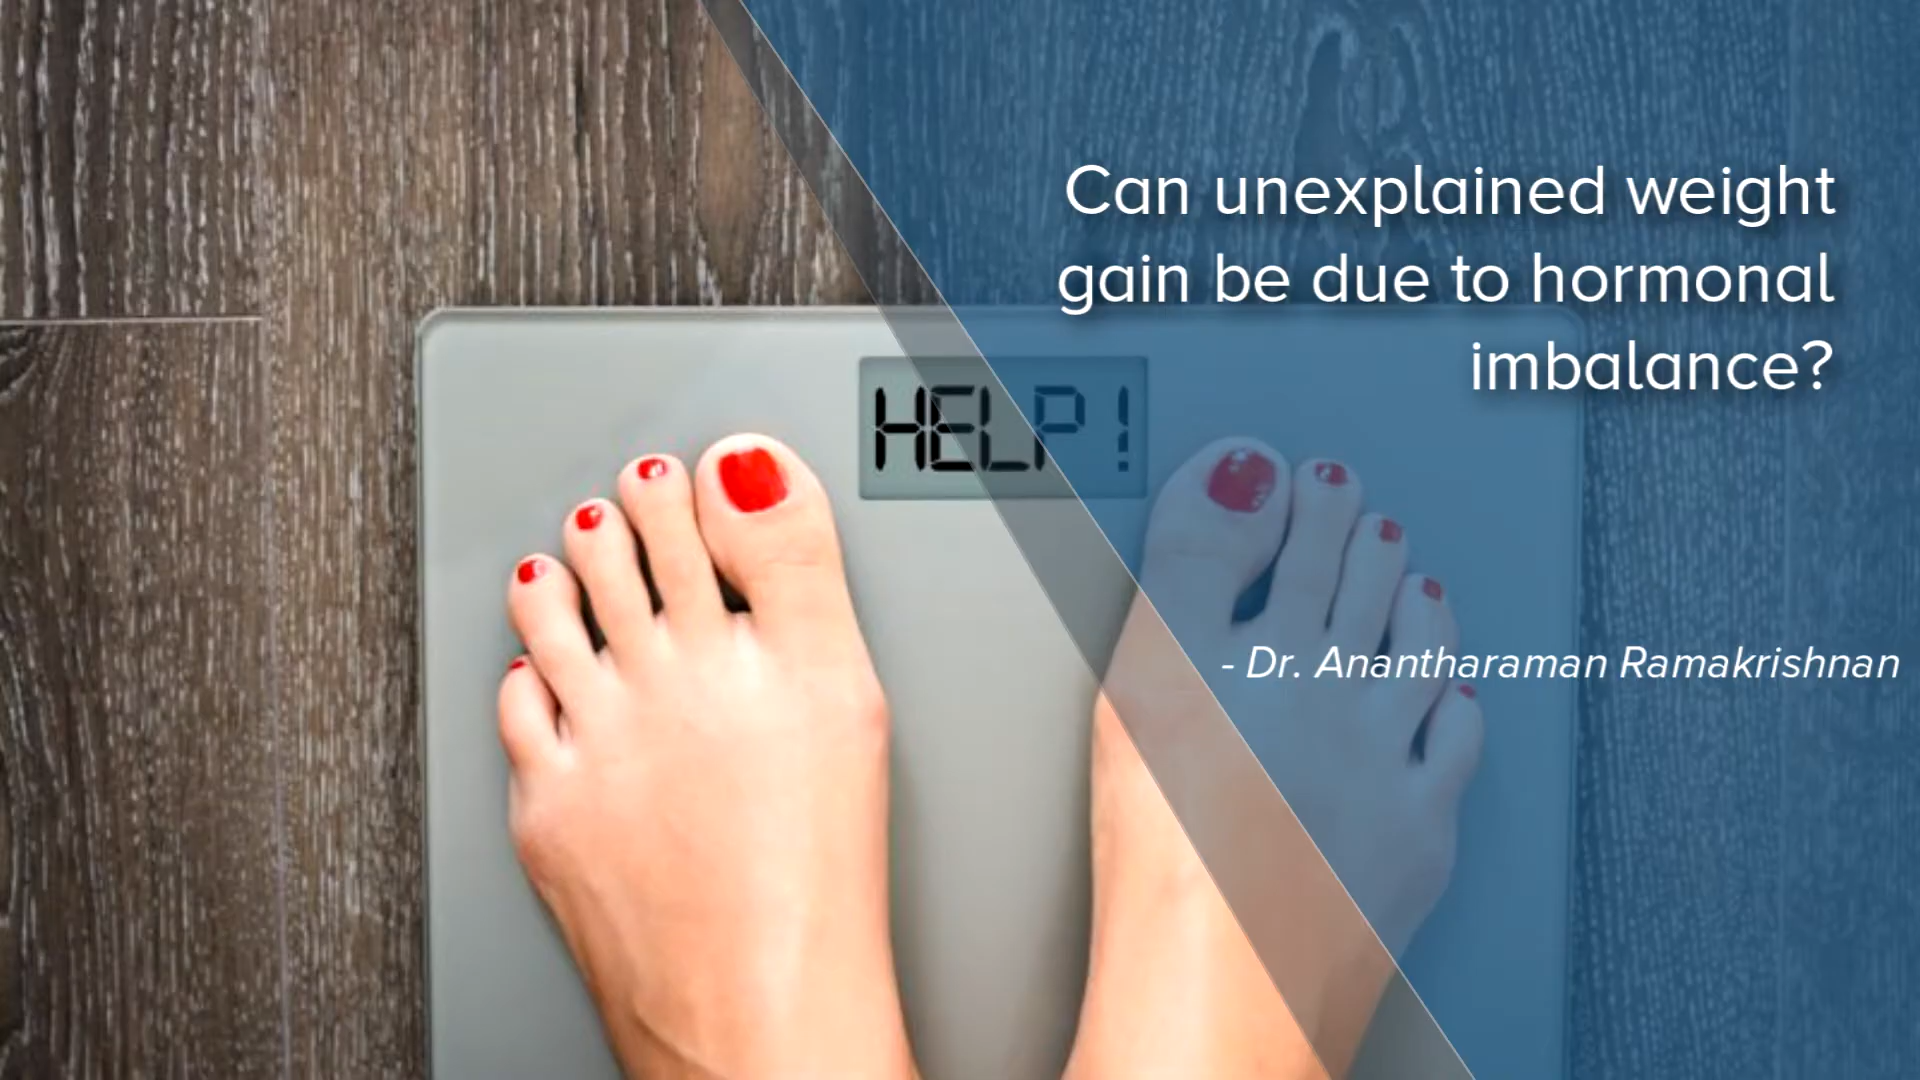 Can unexplained weight
gain be due to hormonal
imbalance?
HELP!
- Dr. Anantharaman Ramakrishnan